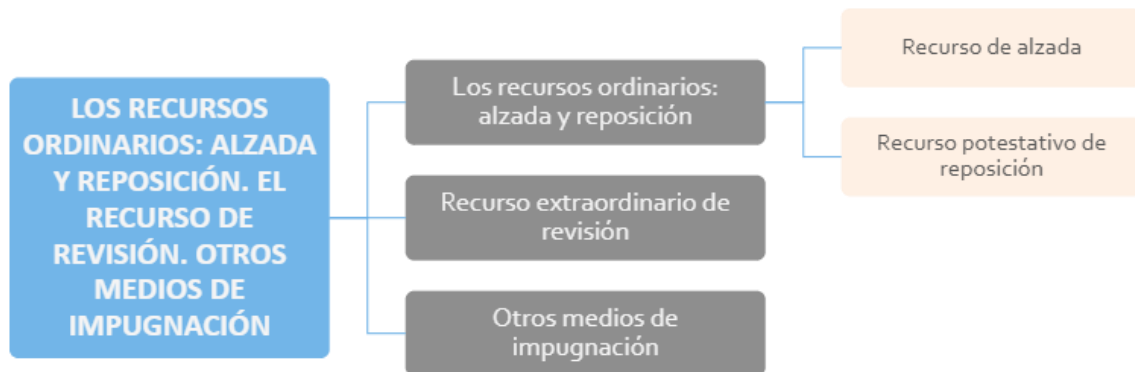 LOS RECURSOS
ORDINARIOS: ALZADA
Y REPOSICIÓN. EL
RECURSO DE
REVISIÓN. OTROS
MEDIOS DE
IMPUGNACIÓN
Los recursos ordinarios:
alzada y reposición
Recurso de alzada
Recurso potestativo de
reposición
Recurso extraordinario de
revisión
Otros medios de
impugnación